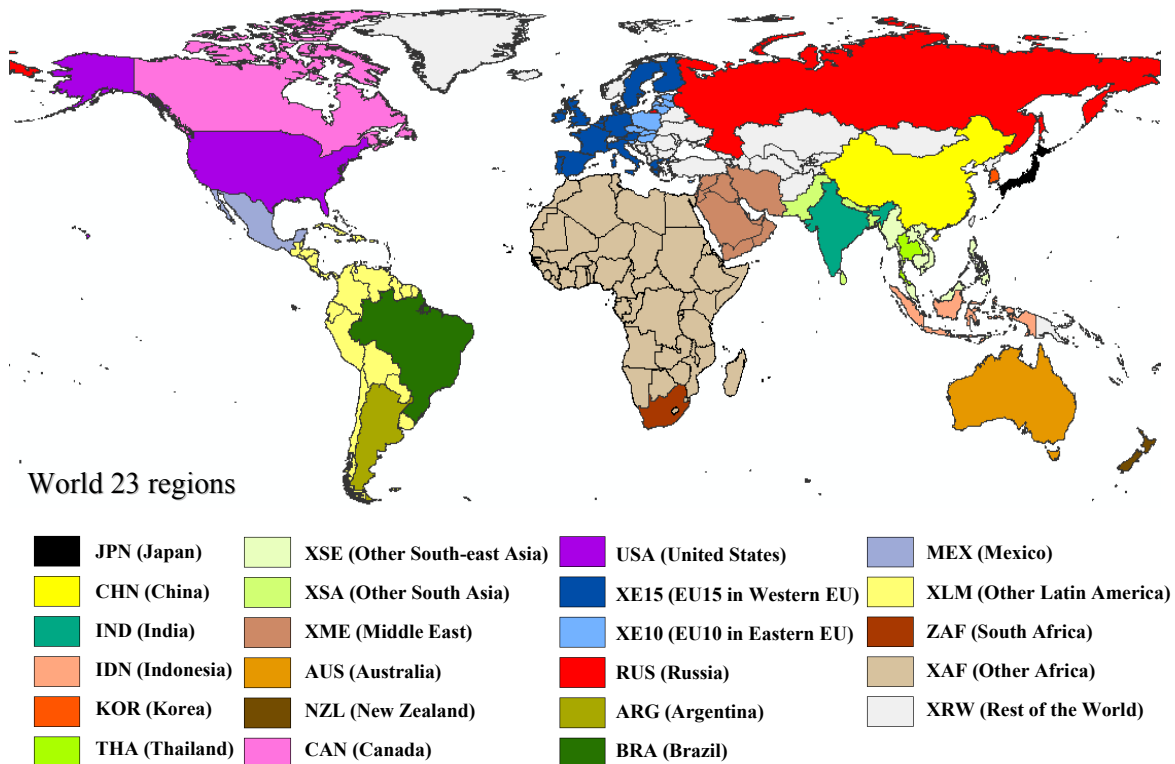 World 23 regions
JPN (Japan)
CHN (China)
IND (India)
IDN (Indonesia)
KOR (Korea)
THA (Thailand)
XSE (Other South-east Asia)
XSA (Other South Asia)
XME (Middle East)
AUS (Australia)
NZL (New Zealand)
CAN (Canada)
USA (United States)
XE15 (EU15 in Western EU)
XE10 (EU10 in Eastern EU)
RUS (Russia)
ARG (Argentina)
BRA (Brazil)
MEX (Mexico)
XLM (Other Latin America)
ZAF (South Africa)
XAF (Other Africa)
XRW (Rest of the World)